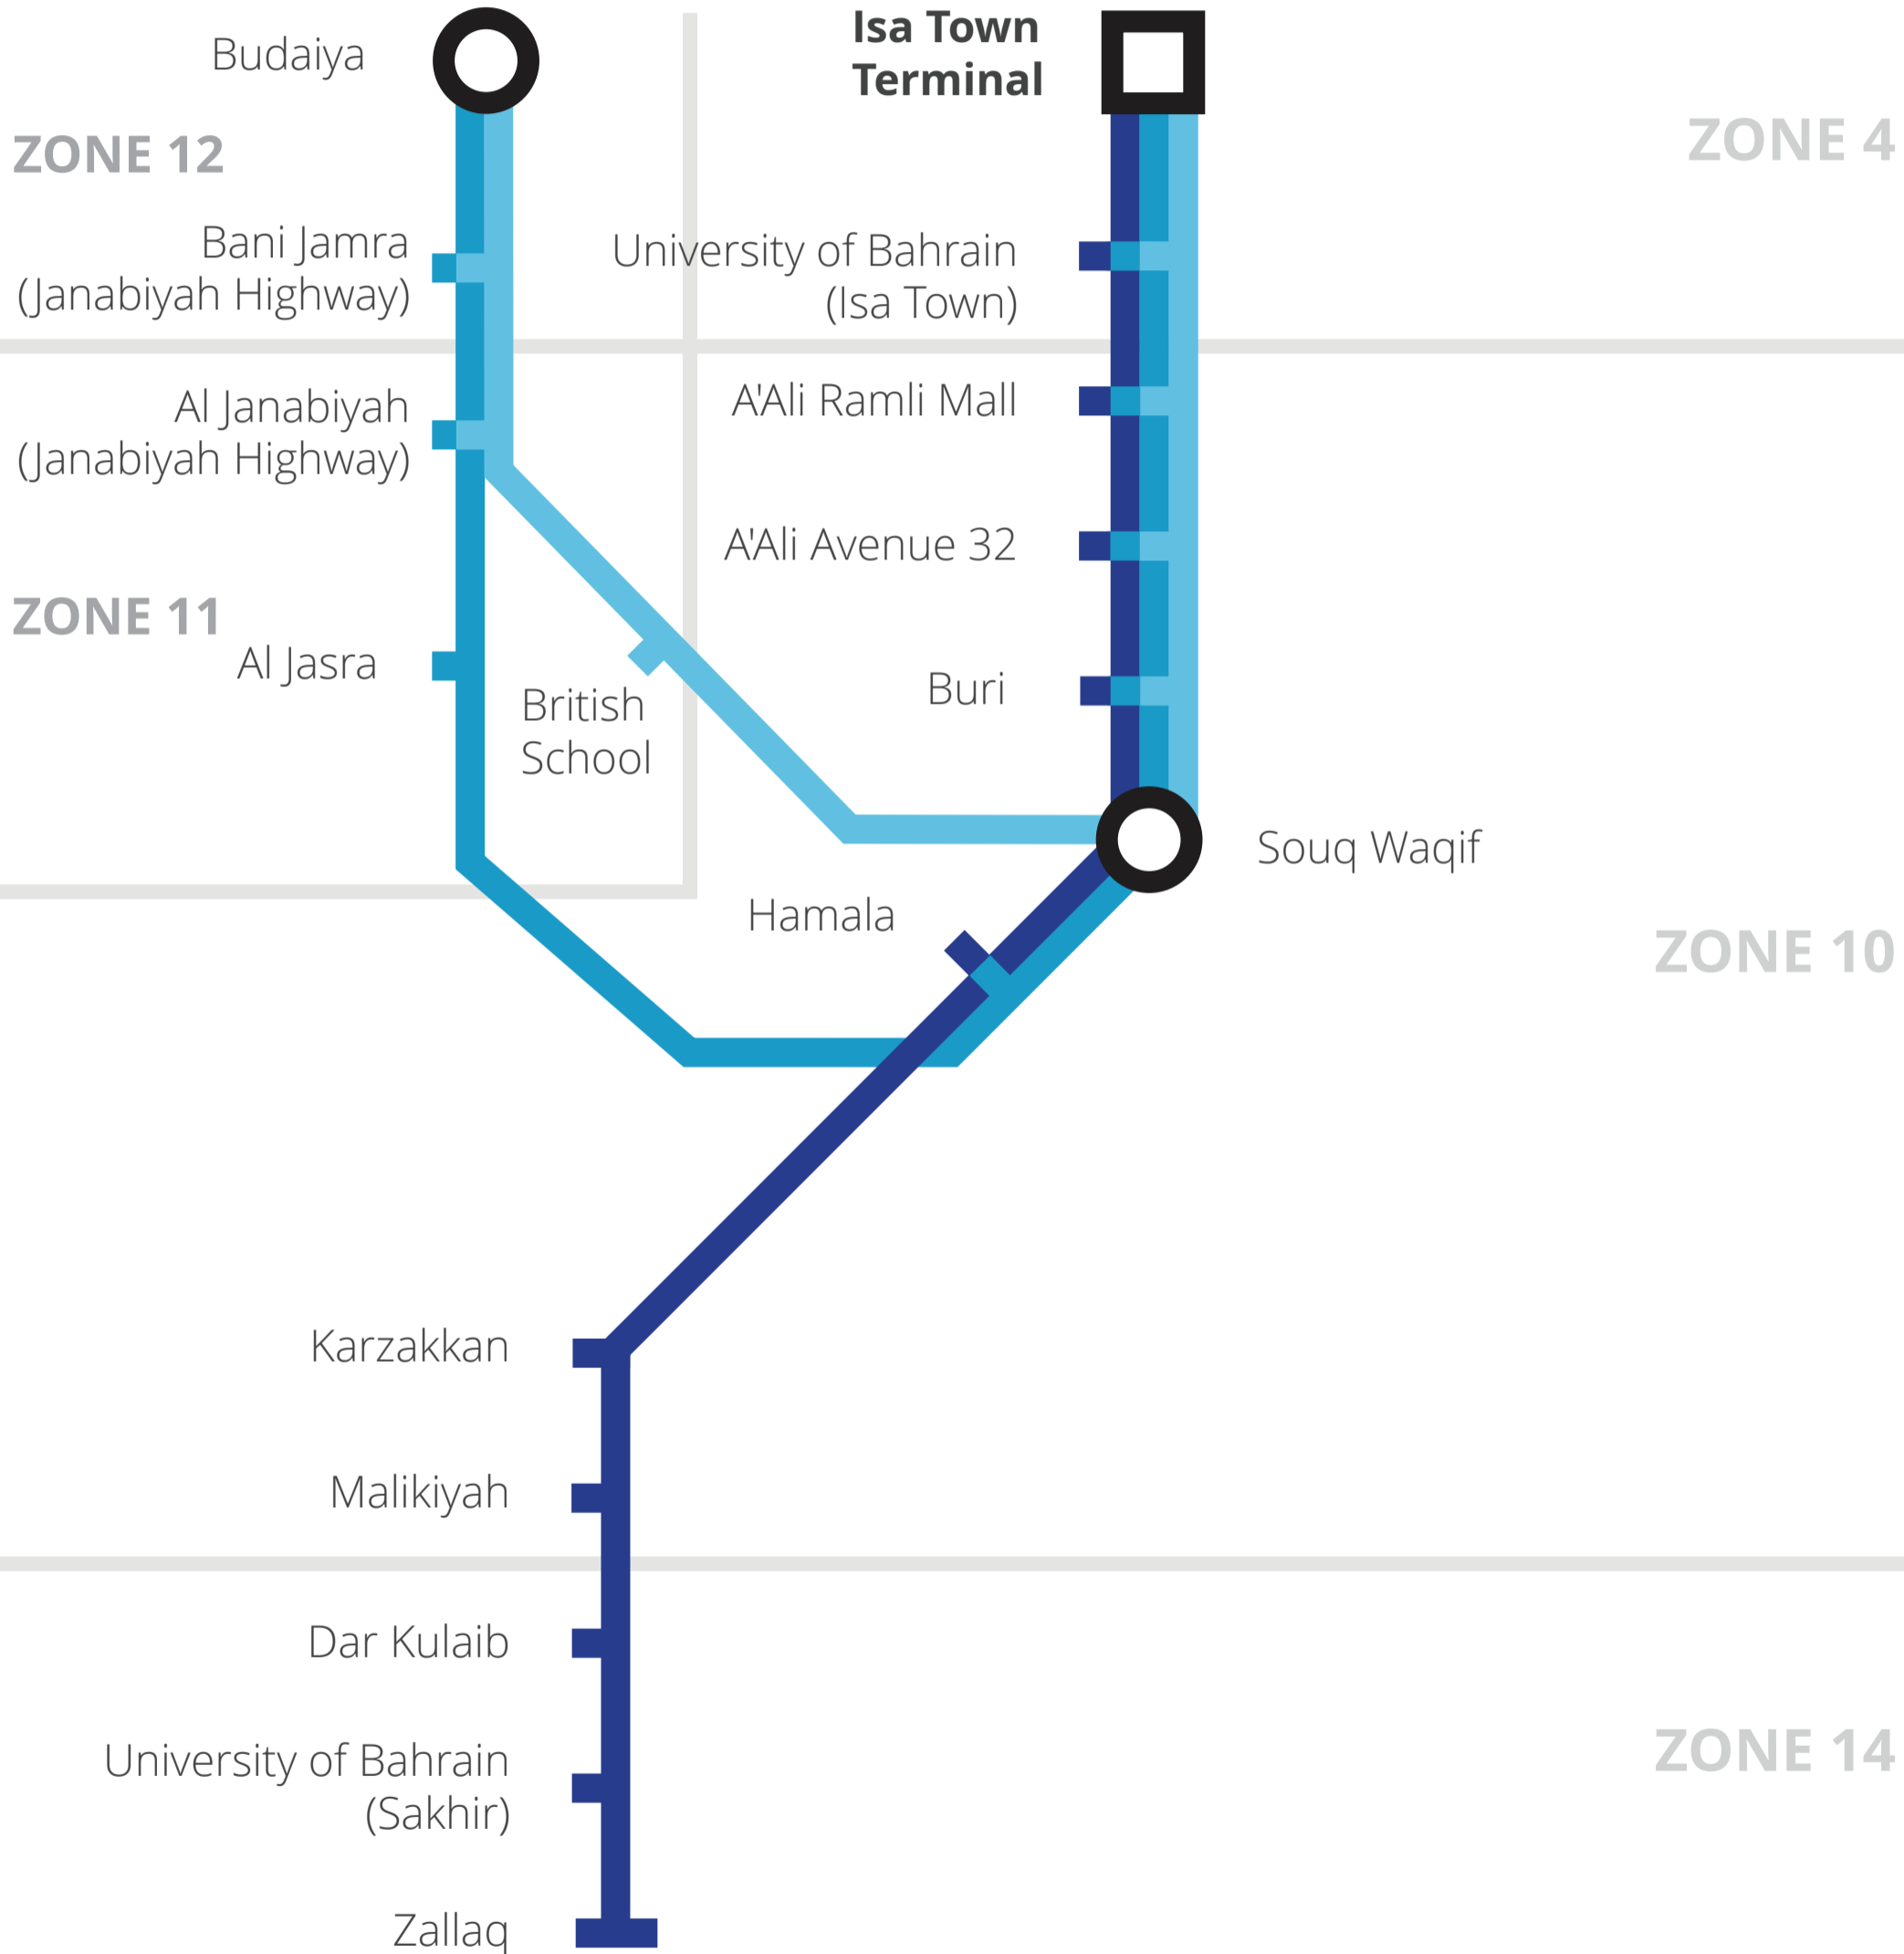 Budaiya
Isa Town
Terminal
ZONE 12
ZONE 4
Bani Jamra
(Janabiyah Highway)
University of Bahrain
(Isa Town)
Al Janabiyah
(Janabiyah Highway)
A'Ali Ramli Mall
A'Ali Avenue 32
ZONE 11
Al Jasra
British
School
Buri
Souq Waqif
Hamala
ZONE 10
Karzakkan
Malikiyah
Dar Kulaib
University of Bahrain
(Sakhir)
ZONE 14
Zallaq